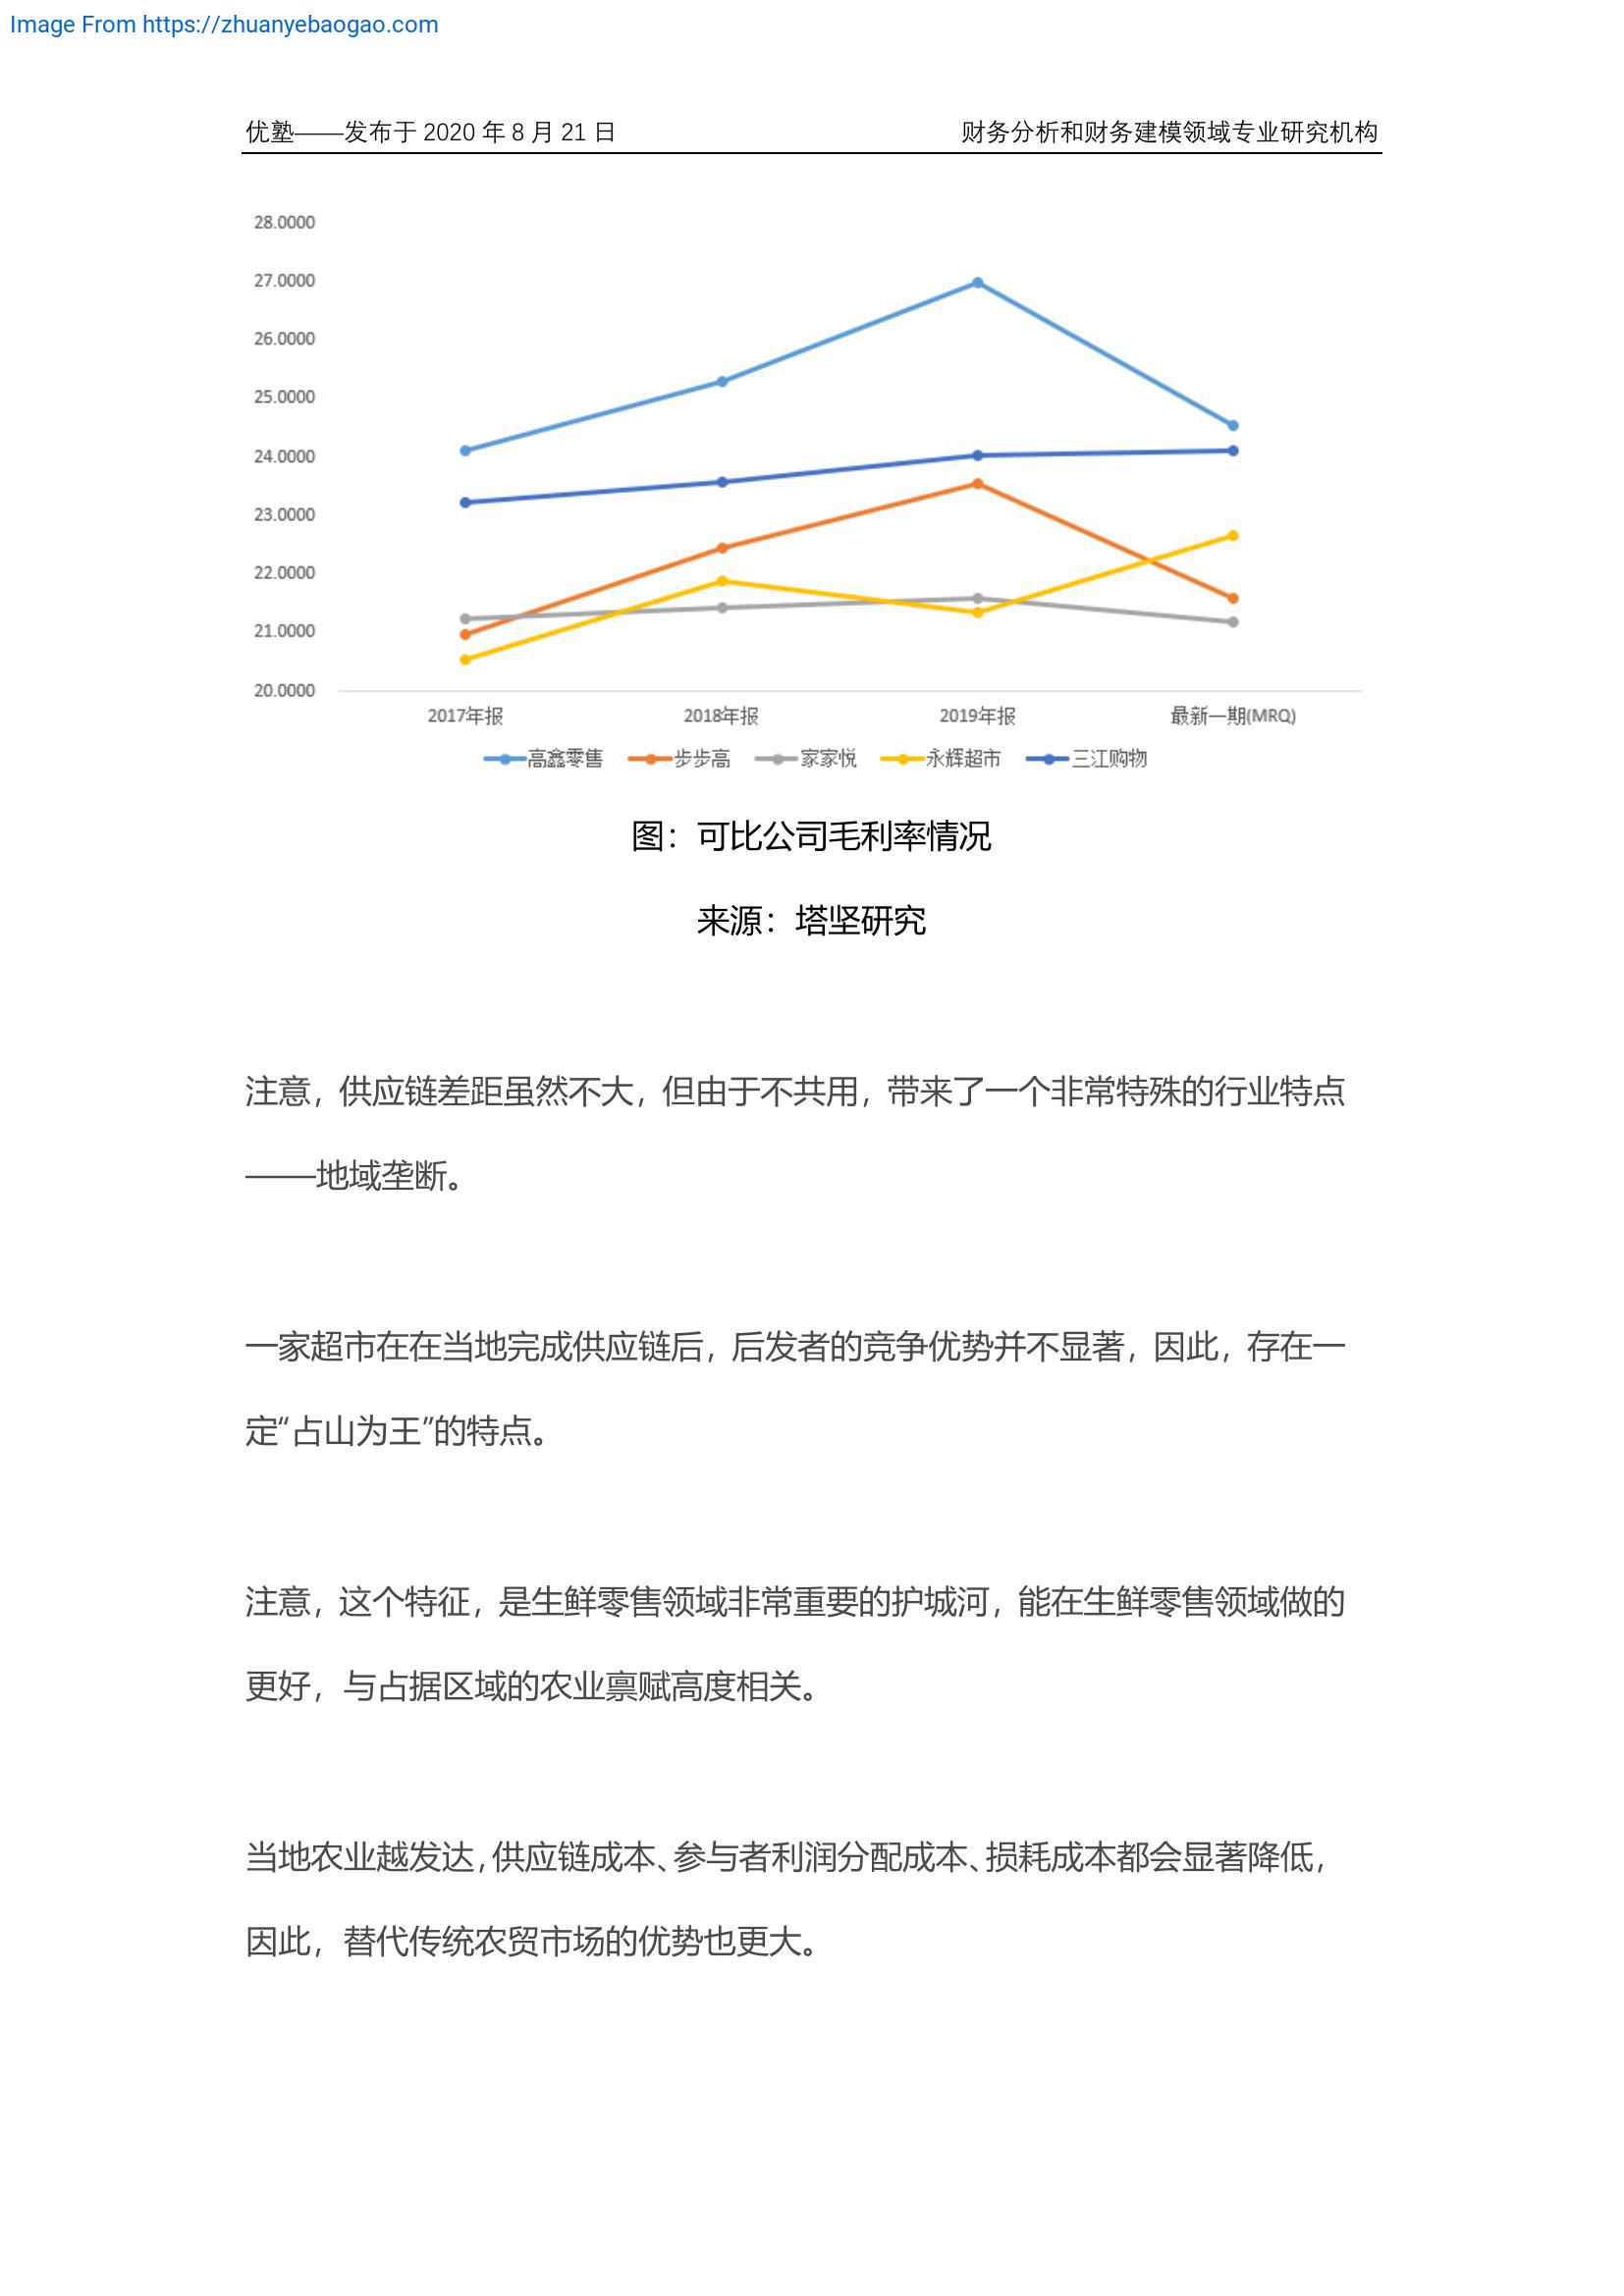 Image From https://zhuanyebaogao.com
优塾——发布于 2020 年 8 月 21 日 财务分析和财务建模领域专业研究机构
28.0000
27.0000
26.0000
25.0000
24.0000
23.0000
22.0000
21.0000
20.0000
2017年报 2018年报 2019年报 最新一期(MRQ)
高鑫零售 步步高 家家悦 永辉超市 三江购物
图：可比公司毛利率情况
来源：塔坚研究
注意，供应链差距虽然不大，但由于不共用，带来了一个非常特殊的行业特点
——地域垄断。
一家超市在在当地完成供应链后，后发者的竞争优势并不显著，因此，存在一
定“占山为王”的特点。
注意，这个特征，是生鲜零售领域非常重要的护城河，能在生鲜零售领域做的
更好，与占据区域的农业禀赋高度相关。
当地农业越发达，供应链成本、参与者利润分配成本、损耗成本都会显著降低，
因此，替代传统农贸市场的优势也更大。